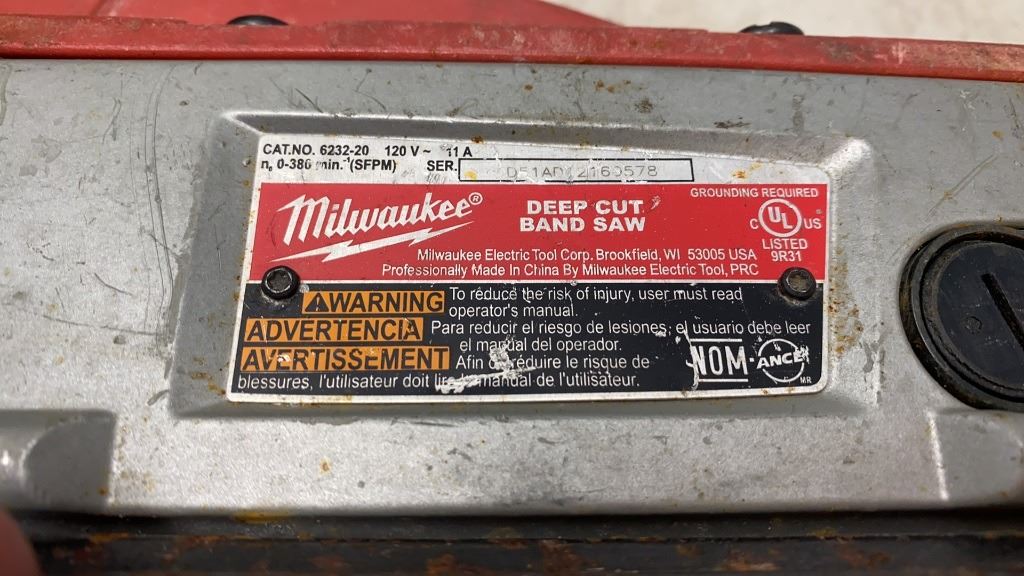 CAT.NO. 6232-20 120 V ~ 11 A
n₀ 0-380 min.⁻¹(SFPM) SER.
GROUNDING REQUIRED
Milwaukee®
DEEP CUT
BAND SAW
C UL US
LISTED
9R31
Milwaukee Electric Tool Corp. Brookfield, WI 53005 USA
Professionally Made In China By Milwaukee Electric Tool, PRC
WARNING To reduce the risk of injury, user must read
operator's manual.
ADVERTENCIA Para reducir el riesgo de lesiones, el usuario debe leer
el manual del operador.
AVERTISSEMENT Afin de réduire le risque de
blessures, l'utilisateur doit lire le manual de l'utilisateur.
NOM-ANCE
MR